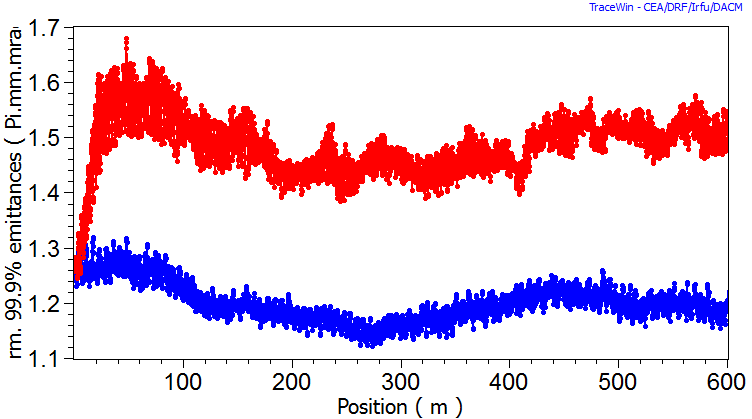 TraceWin - CEA/DRF/Irfu/DACM
rm. 99.9% emittances ( Pi.mm.mra
1.7
1.6
1.5
1.4
1.3
1.2
1.1
100 200 300 400 500 600
Position ( m )